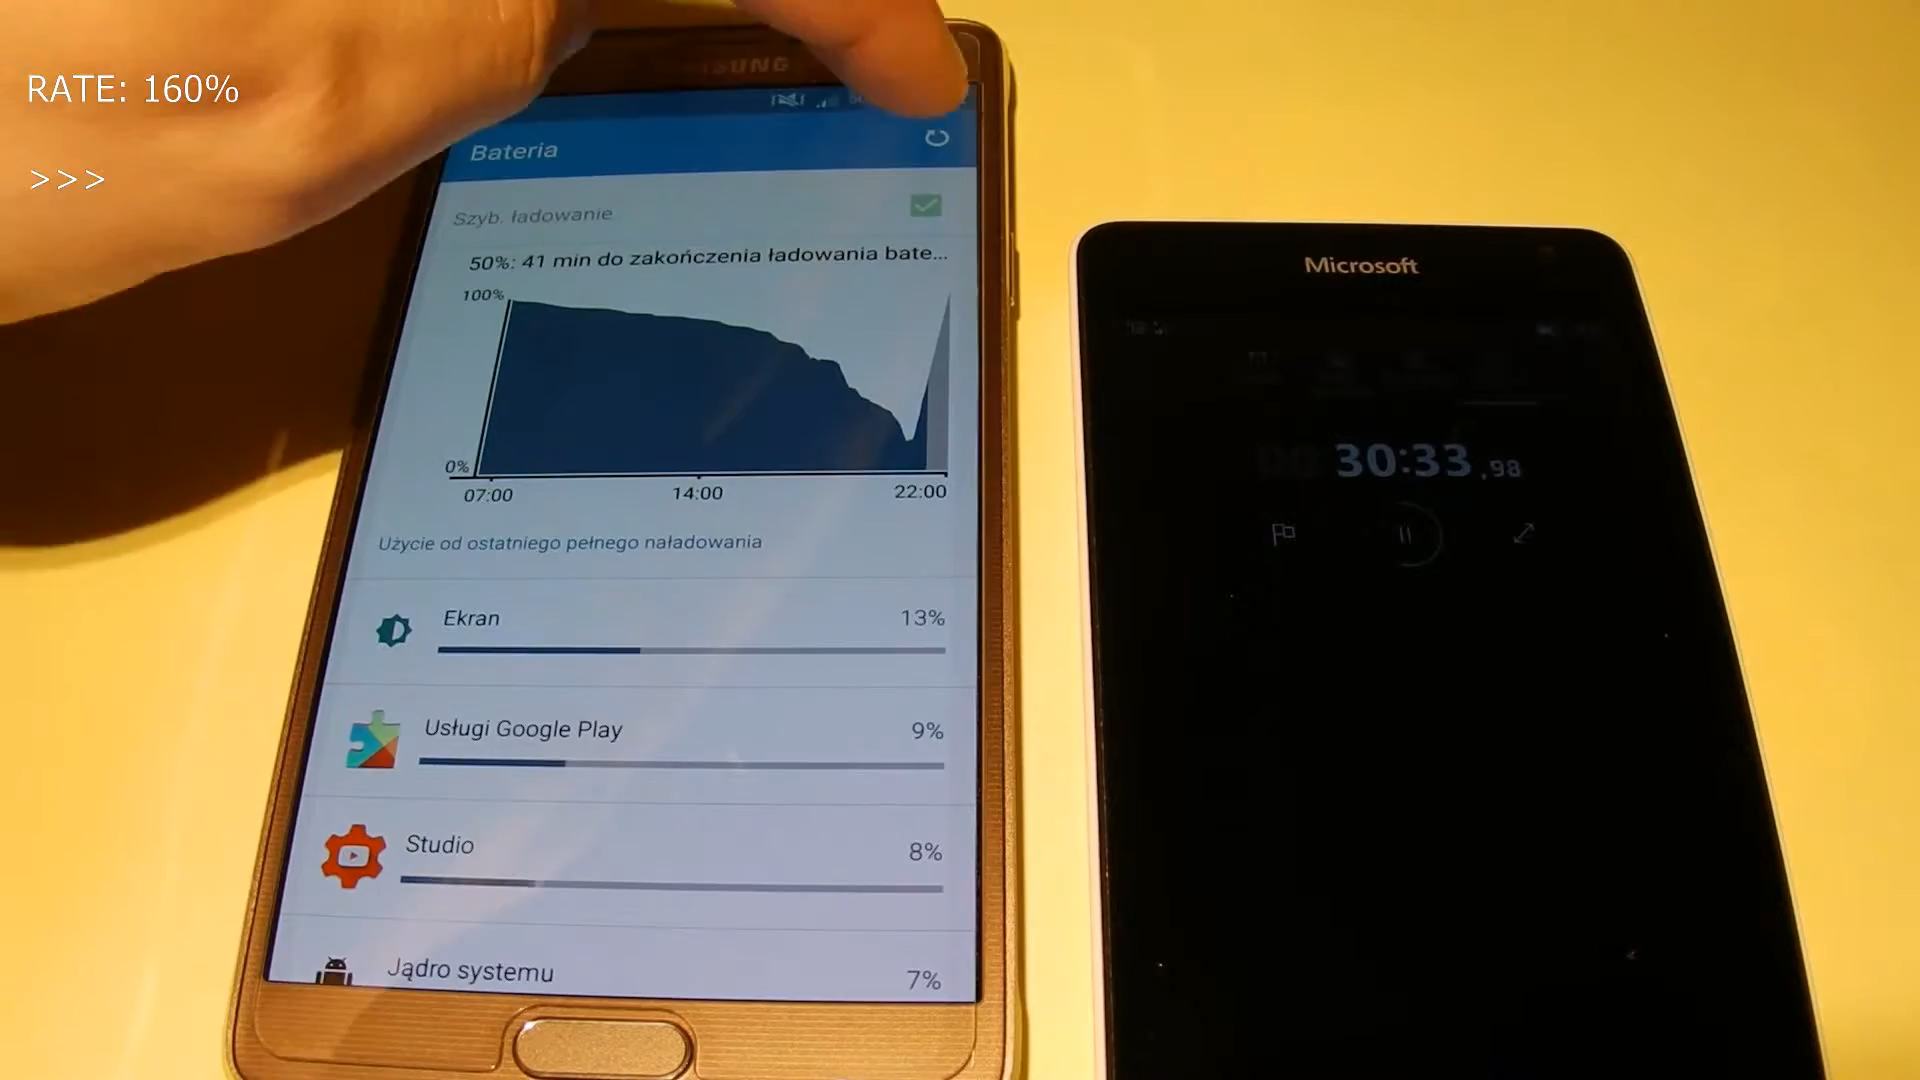 RATE: 160%
>>>
SUNG
Bateria
Szyb. ładowanie
50%: 41 min do zakończenia ładowania bate...
100%
0%
07:00 14:00 22:00
Użycie od ostatniego pełnego naładowania
Ekran 13%
Usługi Google Play 9%
Studio 8%
Jądro systemu 7%
Microsoft
00 30:33,98